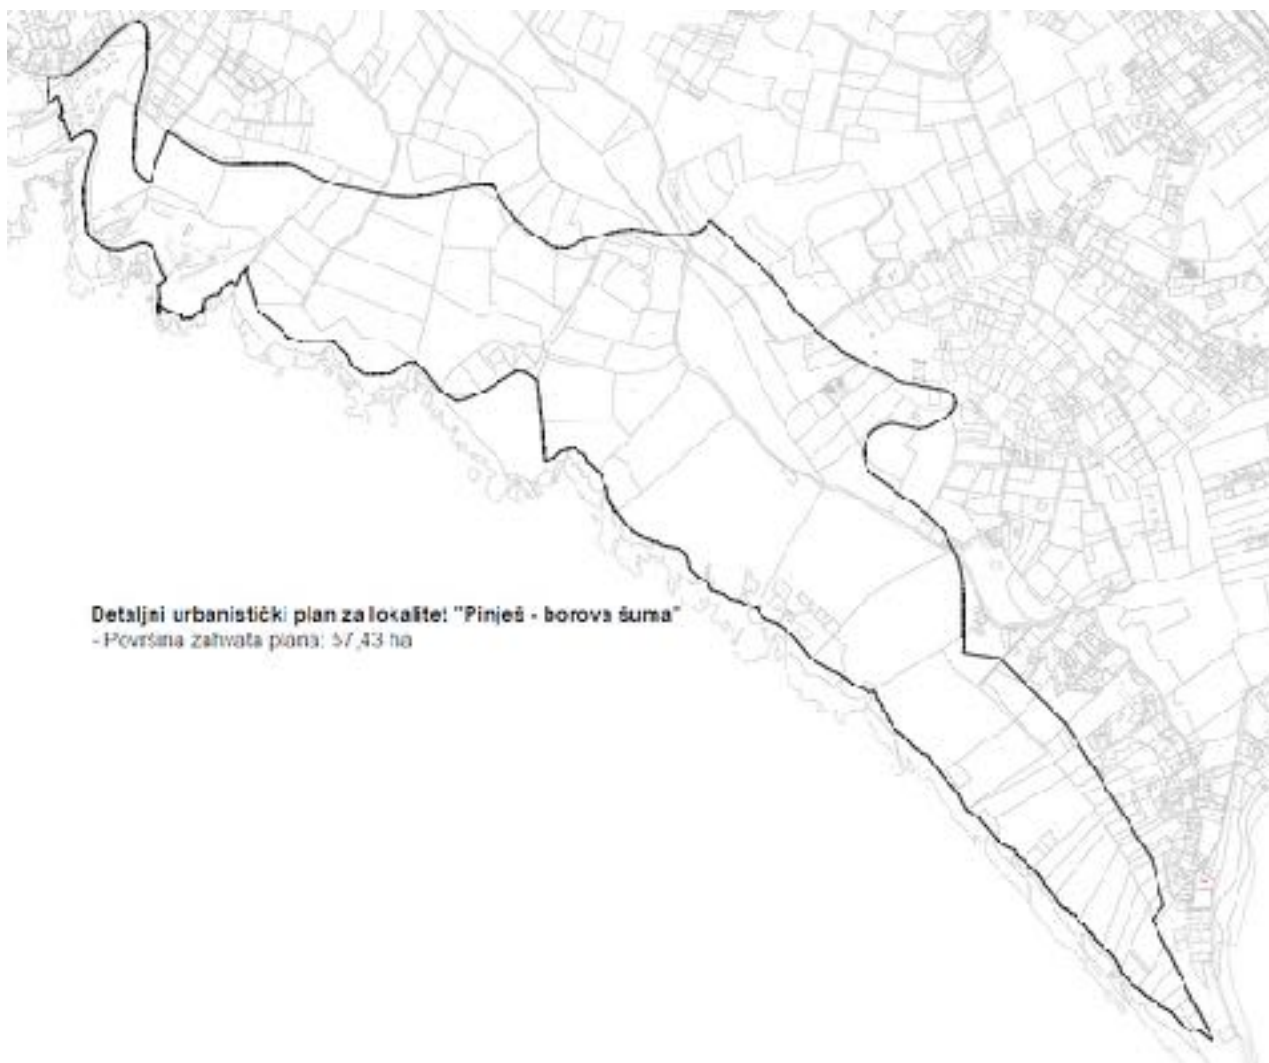 Detaljni urbanistički plan za lokalitet "Pinješ - borova šuma"
- Površina zahvata plana: 57,43 ha